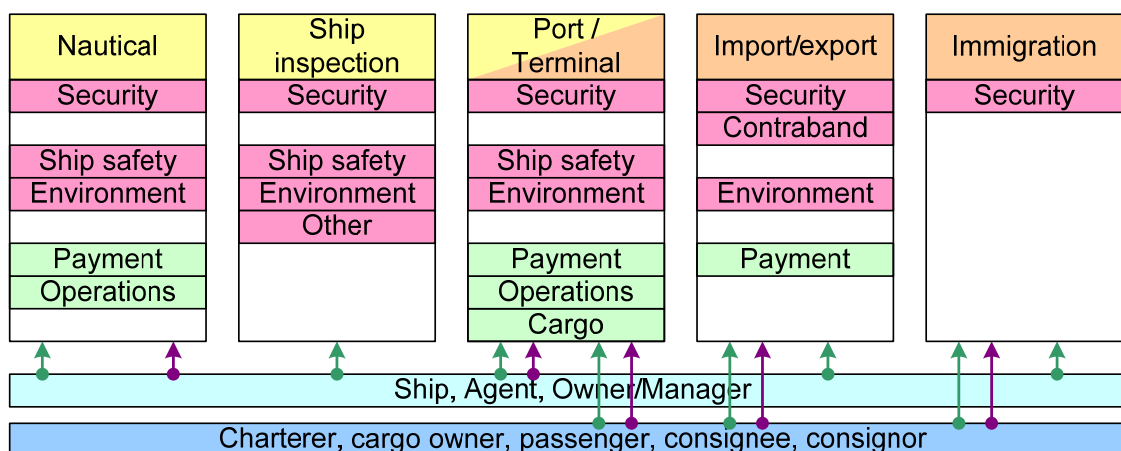 Nautical
Security
Ship safety
Environment
Payment
Operations
Ship
inspection
Security
Ship safety
Environment
Other
Port /
Terminal
Security
Ship safety
Environment
Payment
Operations
Cargo
Import/export
Security
Contraband
Environment
Payment
Immigration
Security
Ship, Agent, Owner/Manager
Charterer, cargo owner, passenger, consignee, consignor